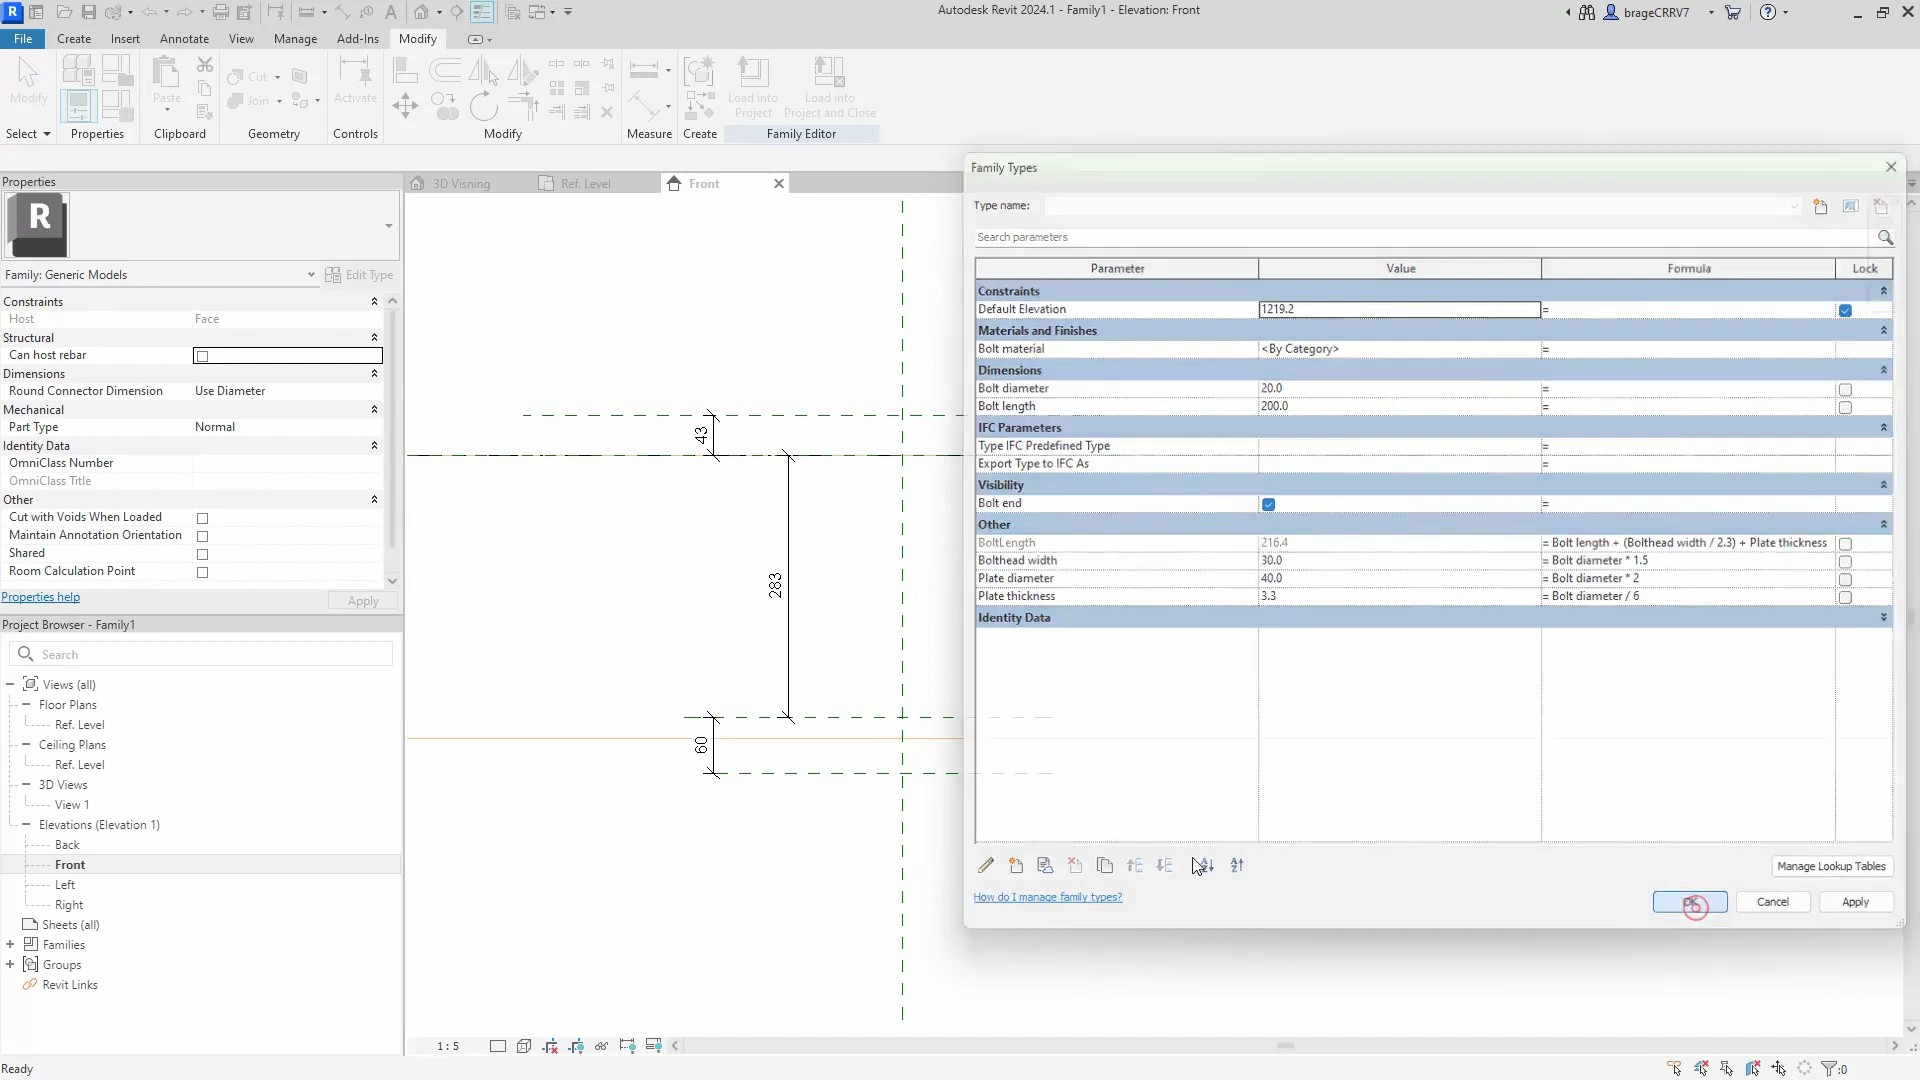 Autodesk Revit 2024.1 - Family1 - Elevation: Front
brageCRRV7
File Create Insert Annotate View Manage Add-Ins Modify
Modify
Paste
Cut
Join
Activate
Load into Project
Load into Project and Close
Select Properties Clipboard Geometry Controls Modify Measure Create Family Editor
Properties
R
Family: Generic Models
Edit Type
Constraints
Host Face
Structural
Can host rebar
Dimensions
Round Connector Dimension Use Diameter
Mechanical
Part Type Normal
Identity Data
OmniClass Number
OmniClass Title
Other
Cut with Voids When Loaded
Maintain Annotation Orientation
Shared
Room Calculation Point
Properties help
Apply
Project Browser - Family1
Search
Views (all)
Floor Plans
Ref. Level
Ceiling Plans
Ref. Level
3D Views
View 1
Elevations (Elevation 1)
Back
Front
Left
Right
Sheets (all)
Families
Groups
Revit Links
3D Visning
Ref. Level
Front
43
283
60
1 : 5
Family Types
Type name:
Search parameters
Parameter Value Formula Lock
Constraints
Default Elevation 1219.2 =
Materials and Finishes
Bolt material <By Category> =
Dimensions
Bolt diameter 20.0 =
Bolt length 200.0 =
IFC Parameters
Type IFC Predefined Type =
Export Type to IFC As =
Visibility
Bolt end =
Other
BoltLength 216.4 = Bolt length + (Bolthead width / 2.3) + Plate thickness
Bolthead width 30.0 = Bolt diameter * 1.5
Plate diameter 40.0 = Bolt diameter * 2
Plate thickness 3.3 = Bolt diameter / 6
Identity Data
Manage Lookup Tables
How do I manage family types?
OK Cancel Apply
Ready
:0